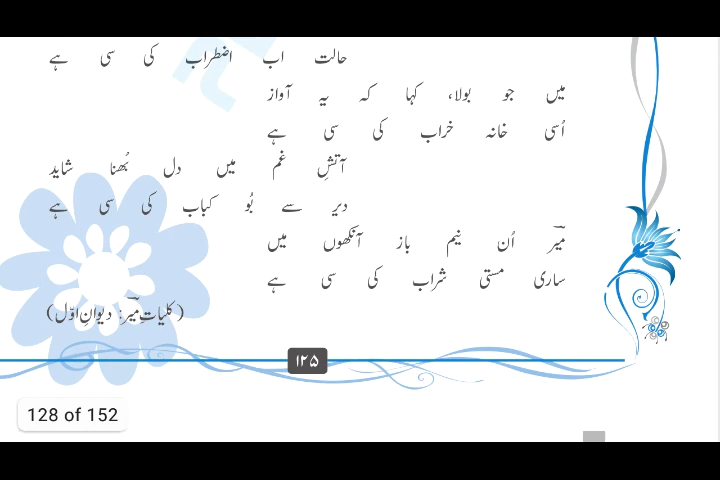 حالت اب اضطراب کی سی ہے
میں جو بولا، کہا کہ یہ آواز
اُسی خانہ خراب کی سی ہے
آتشِ غم میں دل بُھنا شاید
دیر سے بُو کباب کی سی ہے
میرؔ اُن نیم باز آنکھوں میں
ساری مستی شراب کی سی ہے
(کلیاتِ میرؔ: دیوانِ اوّل)
۱۲۵
128 of 152